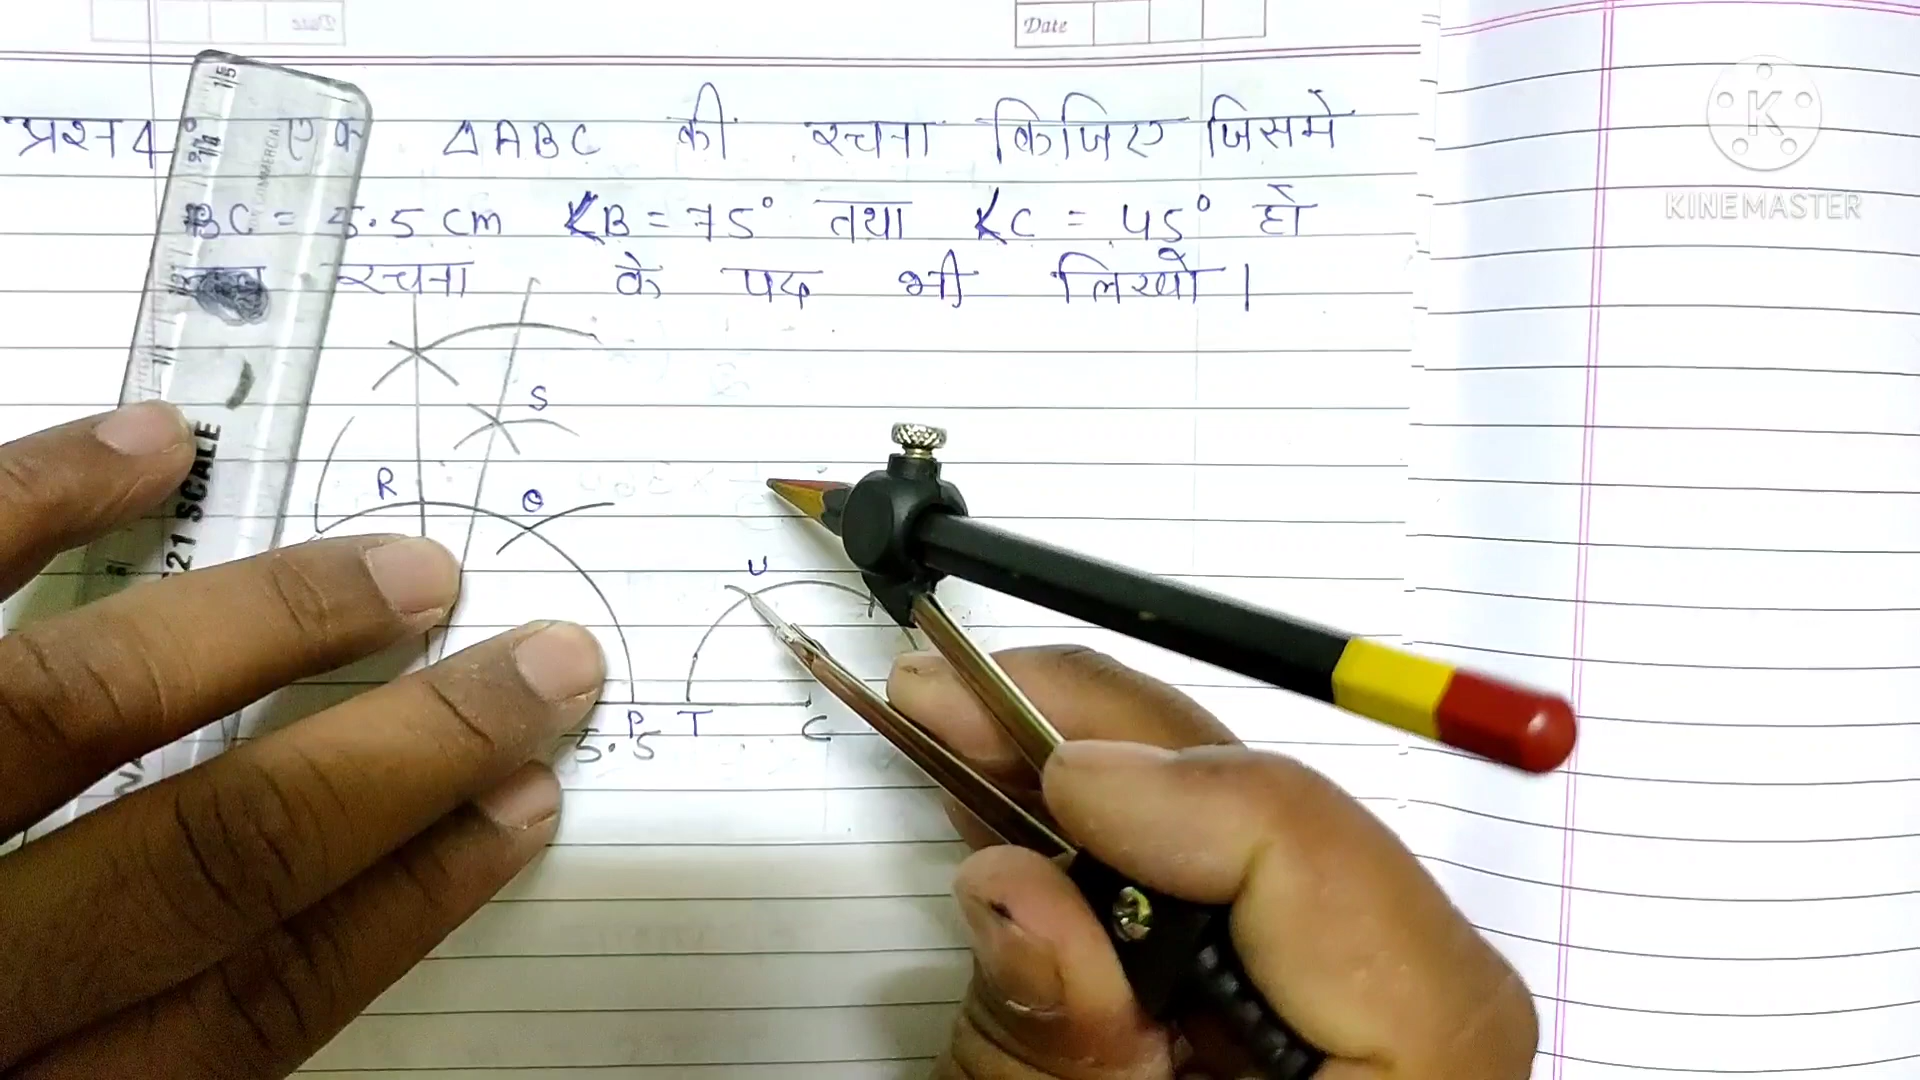 Date
प्रश्न 4 एक △ABC की रचना किजिए जिसमे
BC = 5.5 cm ∠B = 75° तथा ∠C = 45° हो
रचना के पद भी लिखो।
S
R Q
U
P T C
5.5
SCALE
K
KINEMASTER